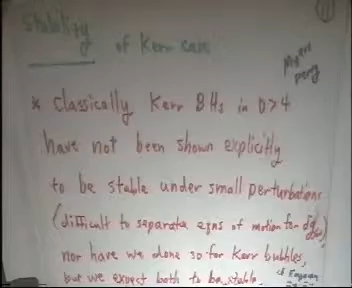 Stability of Kerr case
Myers
Perry
* Classically Kerr BHs in D>4
have not been shown explicitly
to be stable under small perturbations
(difficult to separate eqns of motion for
nor have we done so for Kerr bubbles,
but we expect both to be stable.